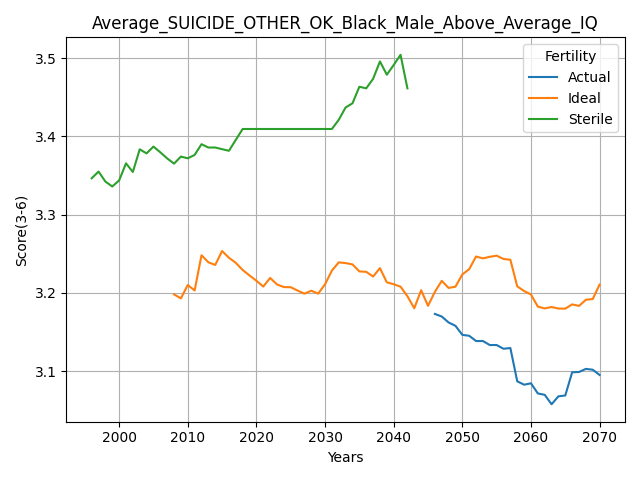 Average_SUICIDE_OTHER_OK_Black_Male_Above_Average_IQ
Fertility
Actual
Ideal
Sterile
Score(3-6)
3.5
3.4
3.3
3.2
3.1
2000 2010 2020 2030 2040 2050 2060 2070
Years